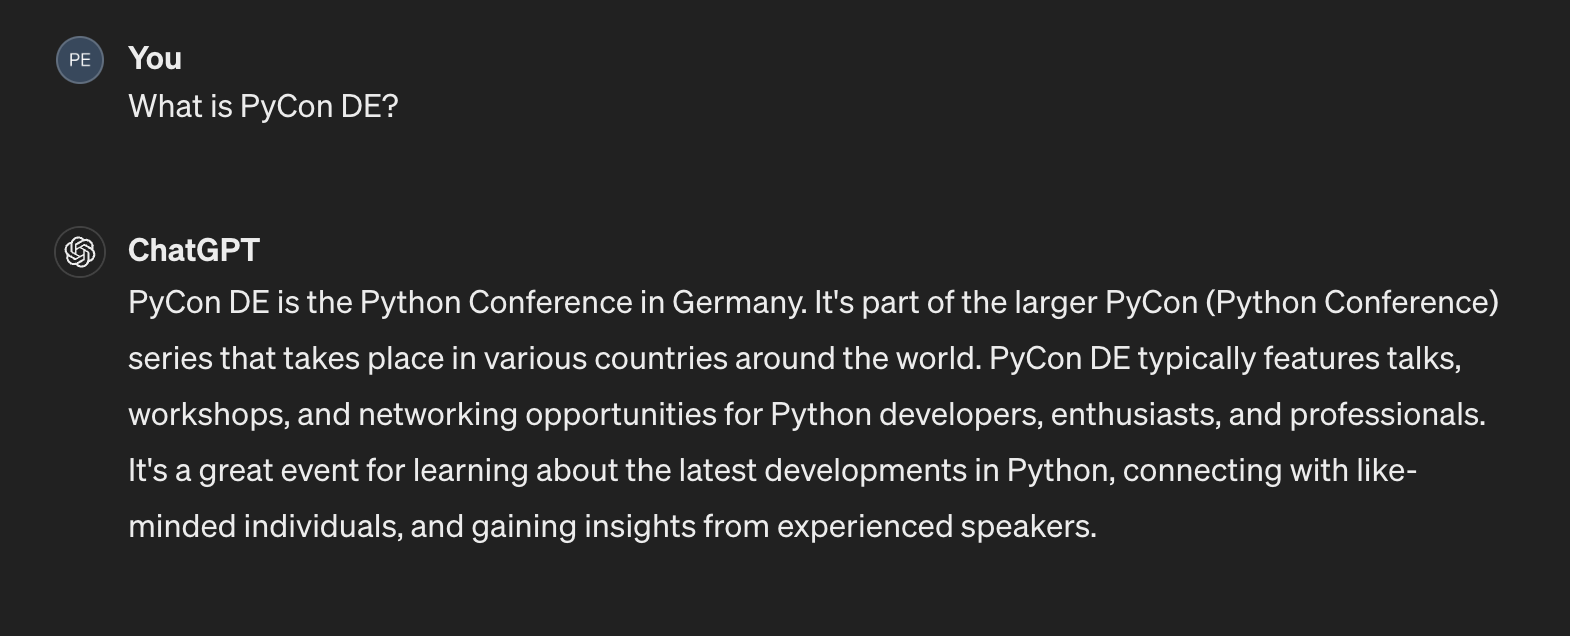 PE
You
What is PyCon DE?
ChatGPT
PyCon DE is the Python Conference in Germany. It's part of the larger PyCon (Python Conference)
series that takes place in various countries around the world. PyCon DE typically features talks,
workshops, and networking opportunities for Python developers, enthusiasts, and professionals.
It's a great event for learning about the latest developments in Python, connecting with like-
minded individuals, and gaining insights from experienced speakers.